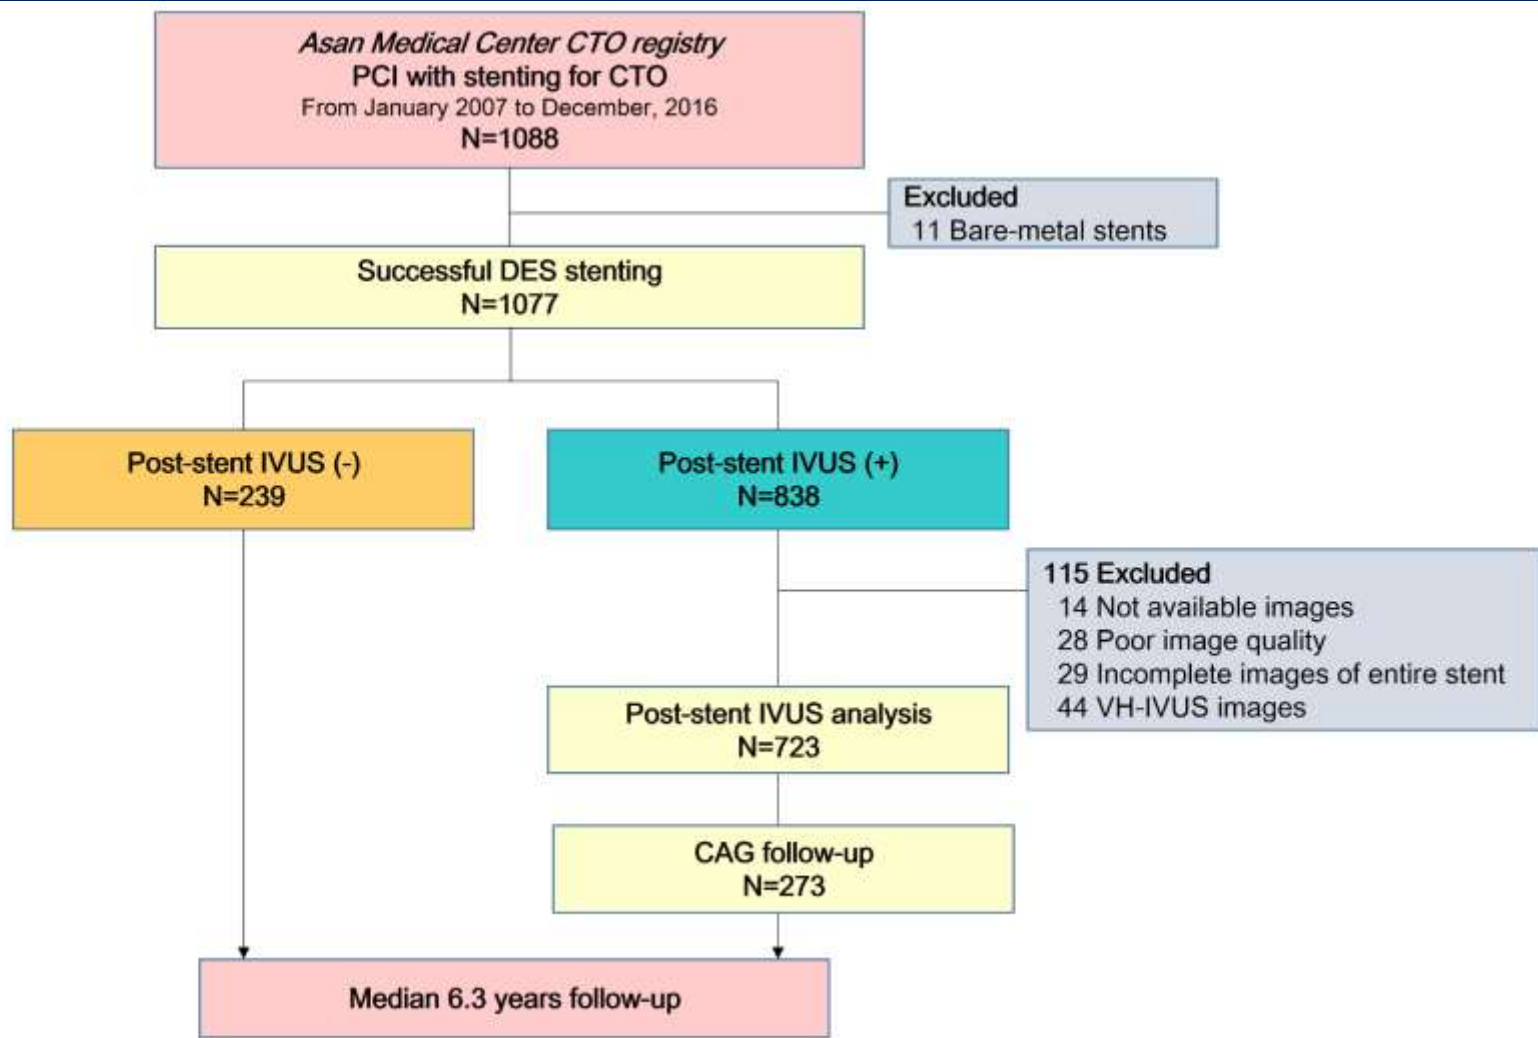 Asan Medical Center CTO registry
PCI with stenting for CTO
From January 2007 to December, 2016
N=1088
Excluded
11 Bare-metal stents
Successful DES stenting
N=1077
Post-stent IVUS (-)
N=239
Post-stent IVUS (+)
N=838
115 Excluded
14 Not available images
28 Poor image quality
29 Incomplete images of entire stent
44 VH-IVUS images
Post-stent IVUS analysis
N=723
CAG follow-up
N=273
Median 6.3 years follow-up